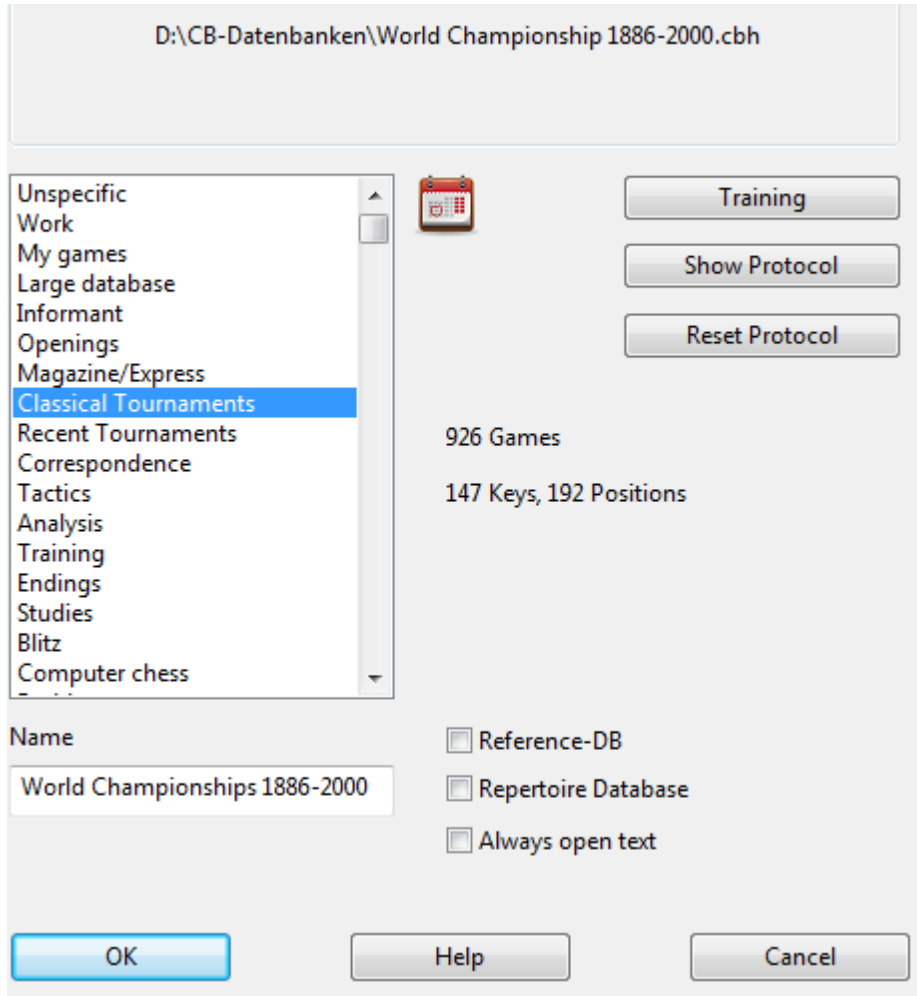 D:\CB-Datenbanken\World Championship 1886-2000.cbh
Unspecific
Work
My games
Large database
Informant
Openings
Magazine/Express
Classical Tournaments
Recent Tournaments
Correspondence
Tactics
Analysis
Training
Endings
Studies
Blitz
Computer chess
Training
Show Protocol
Reset Protocol
926 Games
147 Keys, 192 Positions
Name
World Championships 1886-2000
Reference-DB
Repertoire Database
Always open text
OK
Help
Cancel